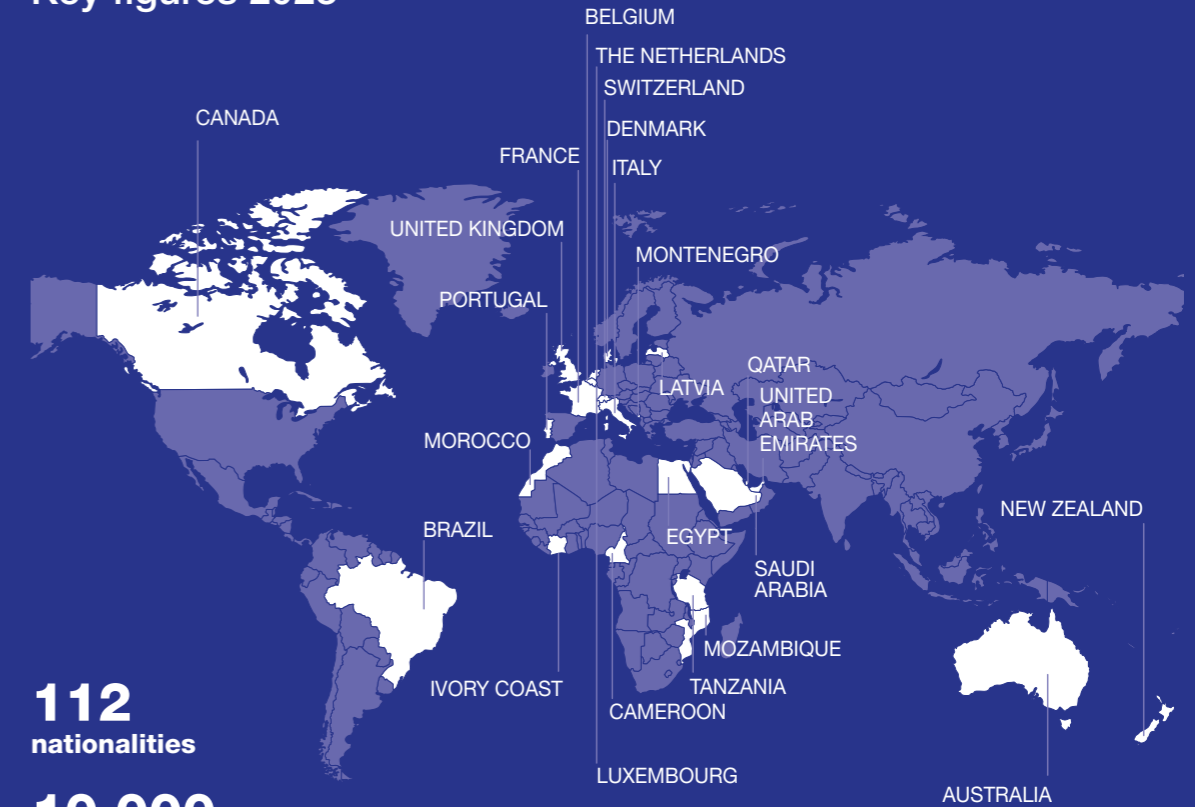 BELGIUM
THE NETHERLANDS
SWITZERLAND
CANADA
DENMARK
FRANCE
ITALY
UNITED KINGDOM
MONTENEGRO
PORTUGAL
QATAR
LATVIA
UNITED
ARAB
EMIRATES
MOROCCO
NEW ZEALAND
BRAZIL
EGYPT
SAUDI
ARABIA
MOZAMBIQUE
IVORY COAST
TANZANIA
112
nationalities
CAMEROON
LUXEMBOURG
AUSTRALIA